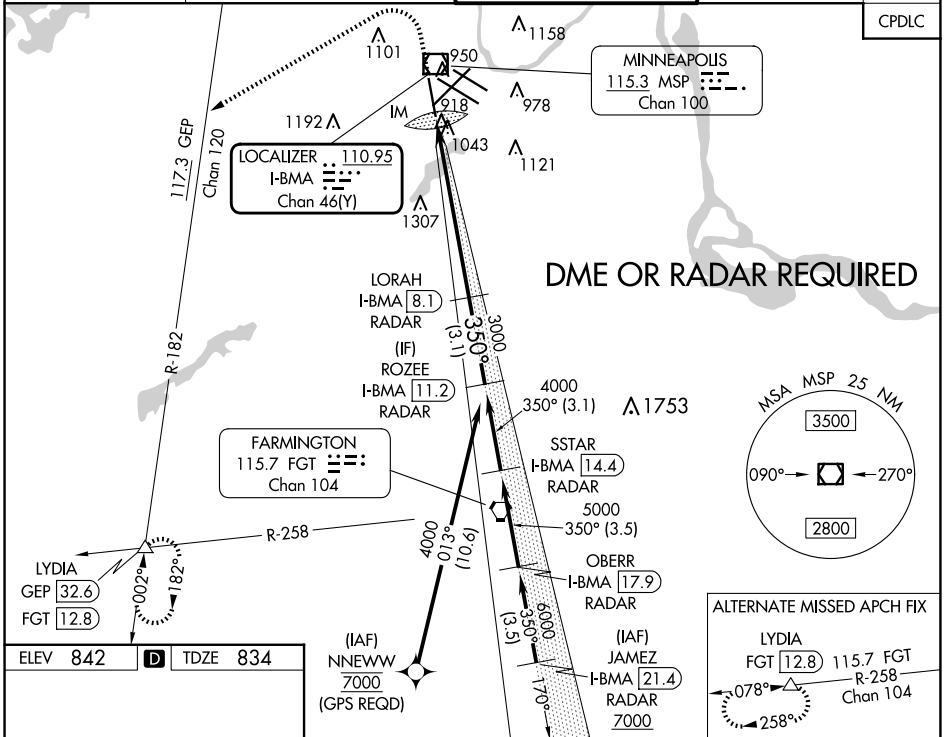 CPDLC
1101
1158
950
MINNEAPOLIS
115.3 MSP
Chan 100
978
918
IM
1192
1043
1121
117.3 GEP
Chan 120
LOCALIZER 110.95
I-BMA
Chan 46(Y)
1307
DME OR RADAR REQUIRED
LORAH
I-BMA 8.1
RADAR
3000
350°
(3.1)
(IF)
ROZEE
I-BMA 11.2
RADAR
R-182
4000
350° (3.1)
1753
MSA MSP 25 NM
3500
090°
270°
2800
FARMINGTON
115.7 FGT
Chan 104
SSTAR
I-BMA 14.4
RADAR
5000
350° (3.5)
R-258
4000
013°
(10.6)
OBERR
I-BMA 17.9
RADAR
LYDIA
GEP 32.6
FGT 12.8
002°
182°
6000
350°
(3.5)
170°
(IAF)
NNEWW
7000
(GPS REQD)
(IAF)
JAMEZ
I-BMA 21.4
RADAR
7000
ALTERNATE MISSED APCH FIX
LYDIA
FGT 12.8 115.7 FGT
R-258
Chan 104
078°
258°
ELEV 842 D TDZE 834